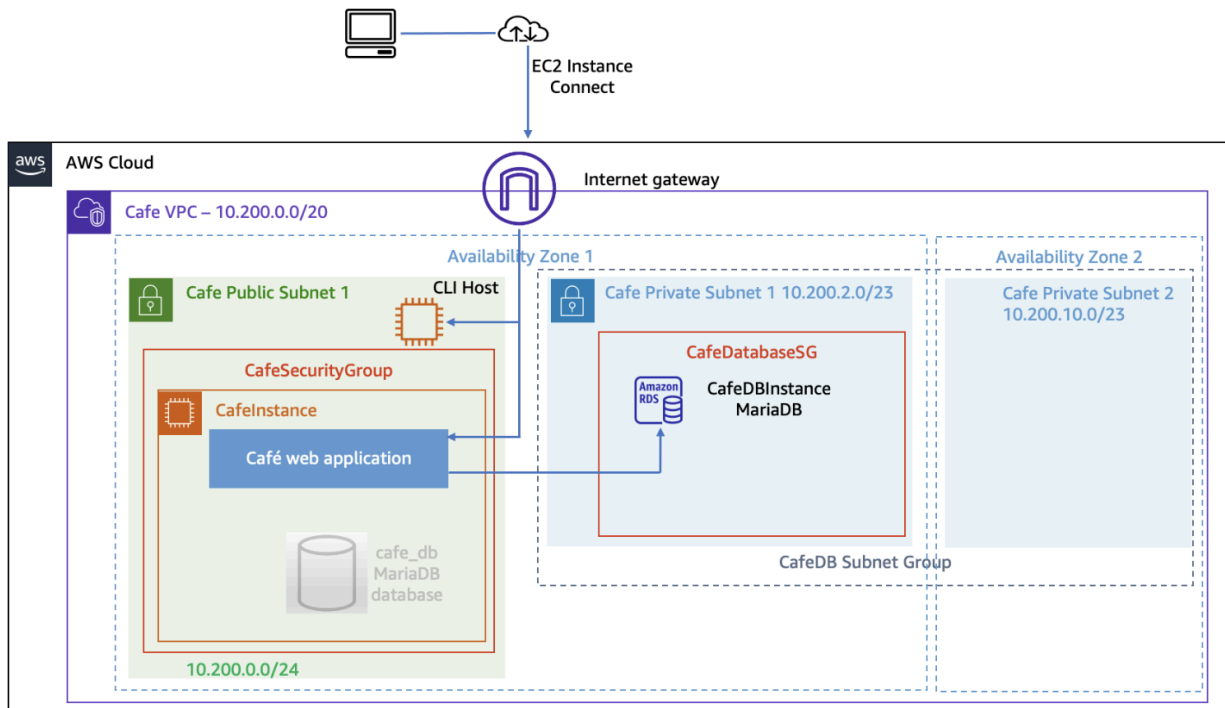 EC2 Instance
Connect
aws
AWS Cloud
Internet gateway
Cafe VPC – 10.200.0.0/20
Availability Zone 1
Availability Zone 2
Cafe Public Subnet 1
CLI Host
Cafe Private Subnet 1 10.200.2.0/23
Cafe Private Subnet 2
10.200.10.0/23
CafeSecurityGroup
CafeDatabaseSG
CafeInstance
Amazon
RDS
CafeDBInstance
MariaDB
Café web application
cafe_db
MariaDB
database
CafeDB Subnet Group
10.200.0.0/24